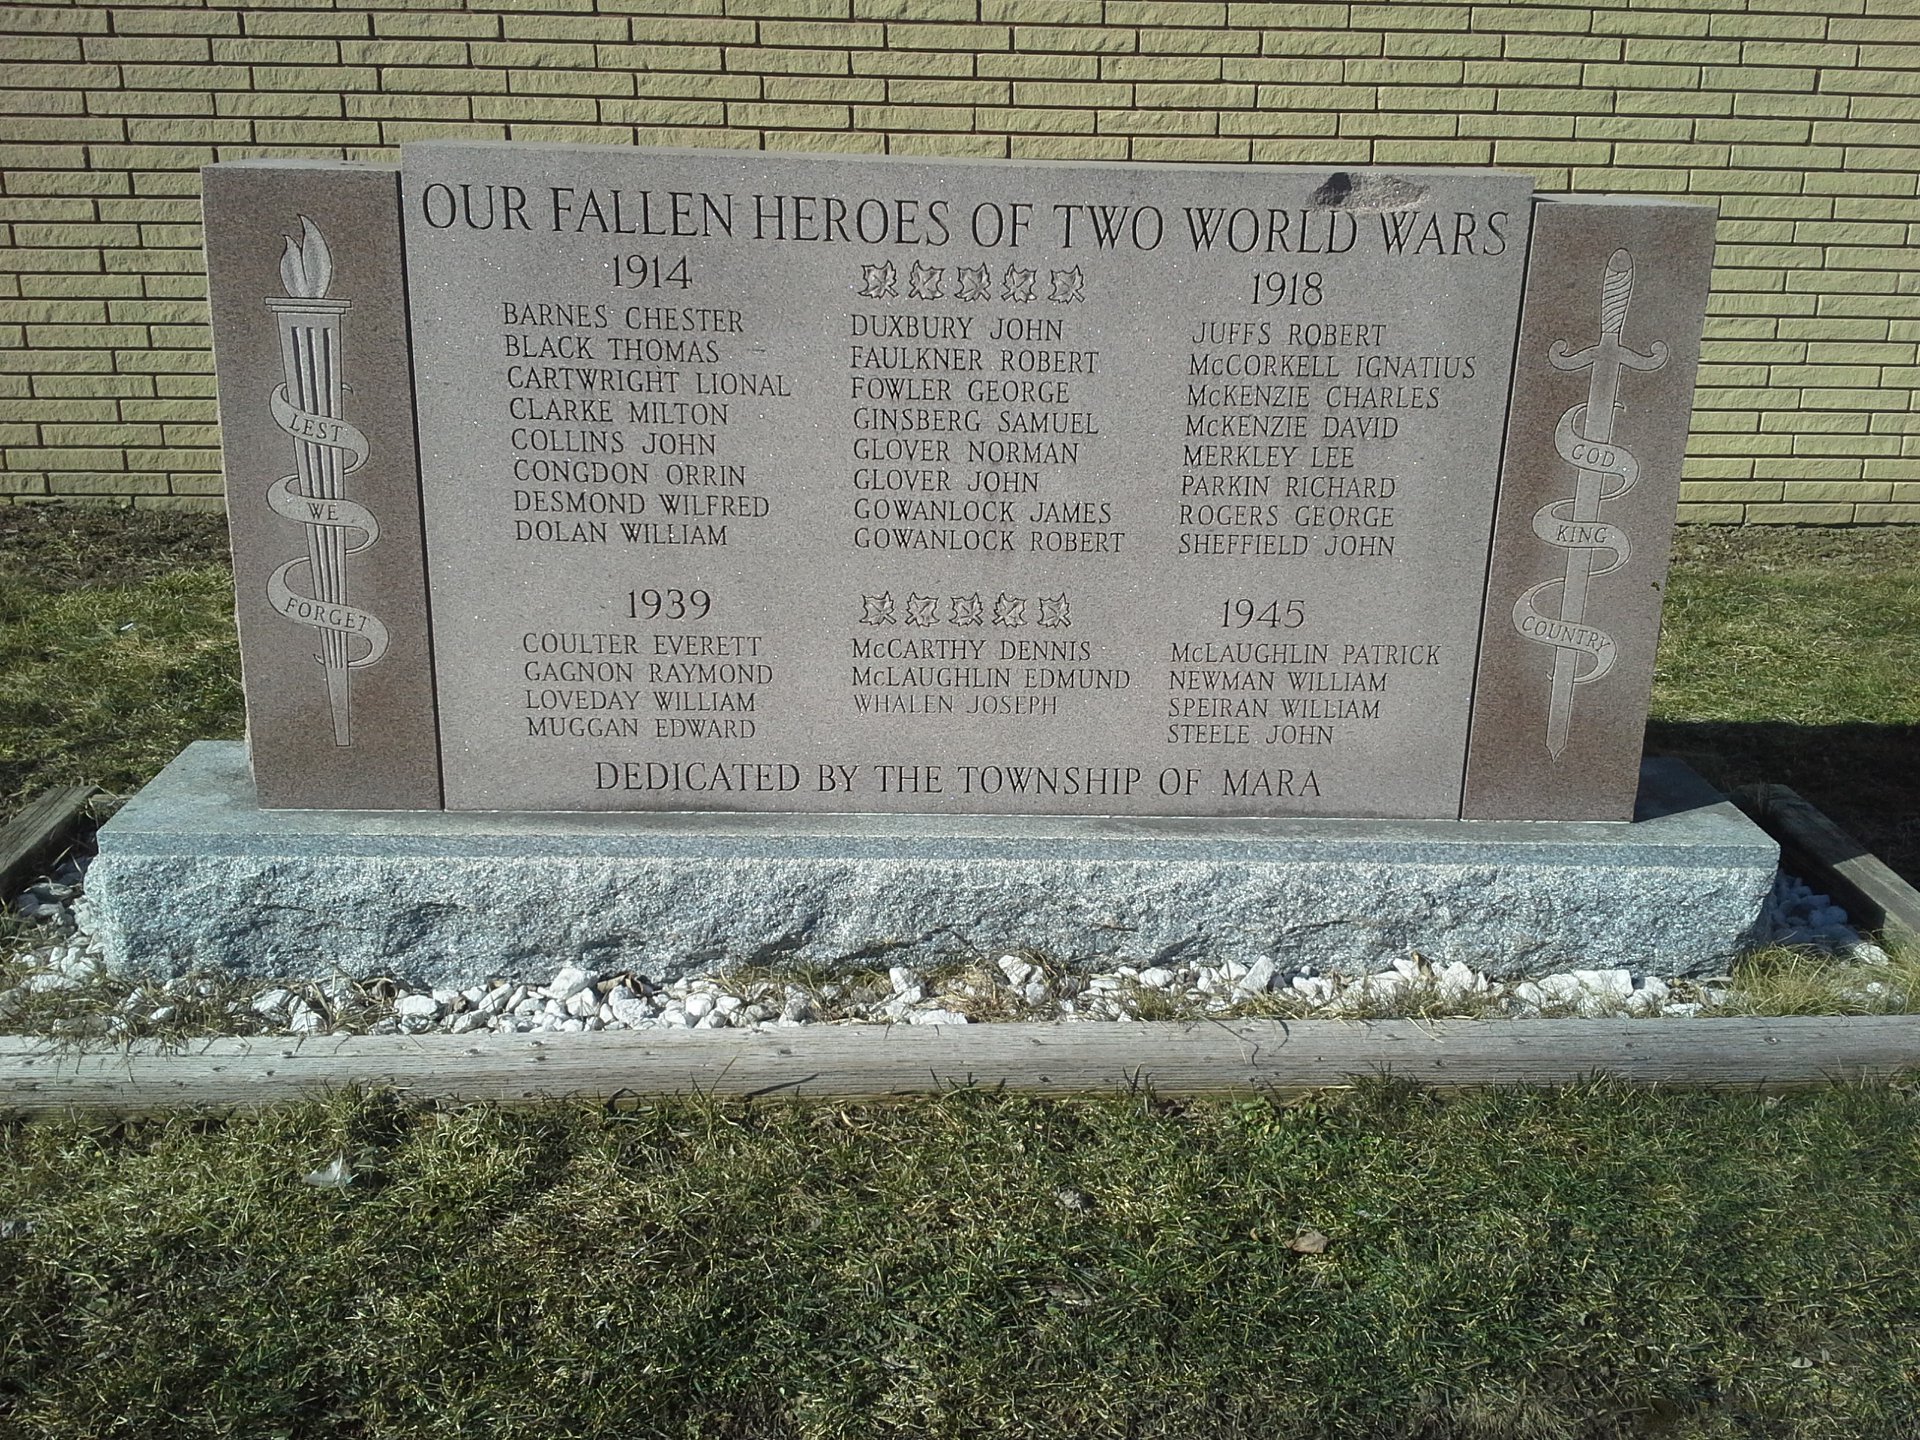 OUR FALLEN HEROES OF TWO WORLD WARS
1914
1918
BARNES CHESTER
BLACK THOMAS
CARTWRIGHT LIONAL
CLARKE MILTON
COLLINS JOHN
CONGDON ORRIN
DESMOND WILFRED
DOLAN WILLIAM
DUXBURY JOHN
FAULKNER ROBERT
FOWLER GEORGE
GINSBERG SAMUEL
GLOVER NORMAN
GLOVER JOHN
GOWANLOCK JAMES
GOWANLOCK ROBERT
JUFFS ROBERT
McCORKELL IGNATIUS
McKENZIE CHARLES
McKENZIE DAVID
MERKLEY LEE
PARKIN RICHARD
ROGERS GEORGE
SHEFFIELD JOHN
1939
1945
COULTER EVERETT
GAGNON RAYMOND
LOVEDAY WILLIAM
MUGGAN EDWARD
McCARTHY DENNIS
McLAUGHLIN EDMUND
WHALEN JOSEPH
McLAUGHLIN PATRICK
NEWMAN WILLIAM
SPEIRAN WILLIAM
STEELE JOHN
DEDICATED BY THE TOWNSHIP OF MARA
LEST
WE
FORGET
GOD
KING
COUNTRY